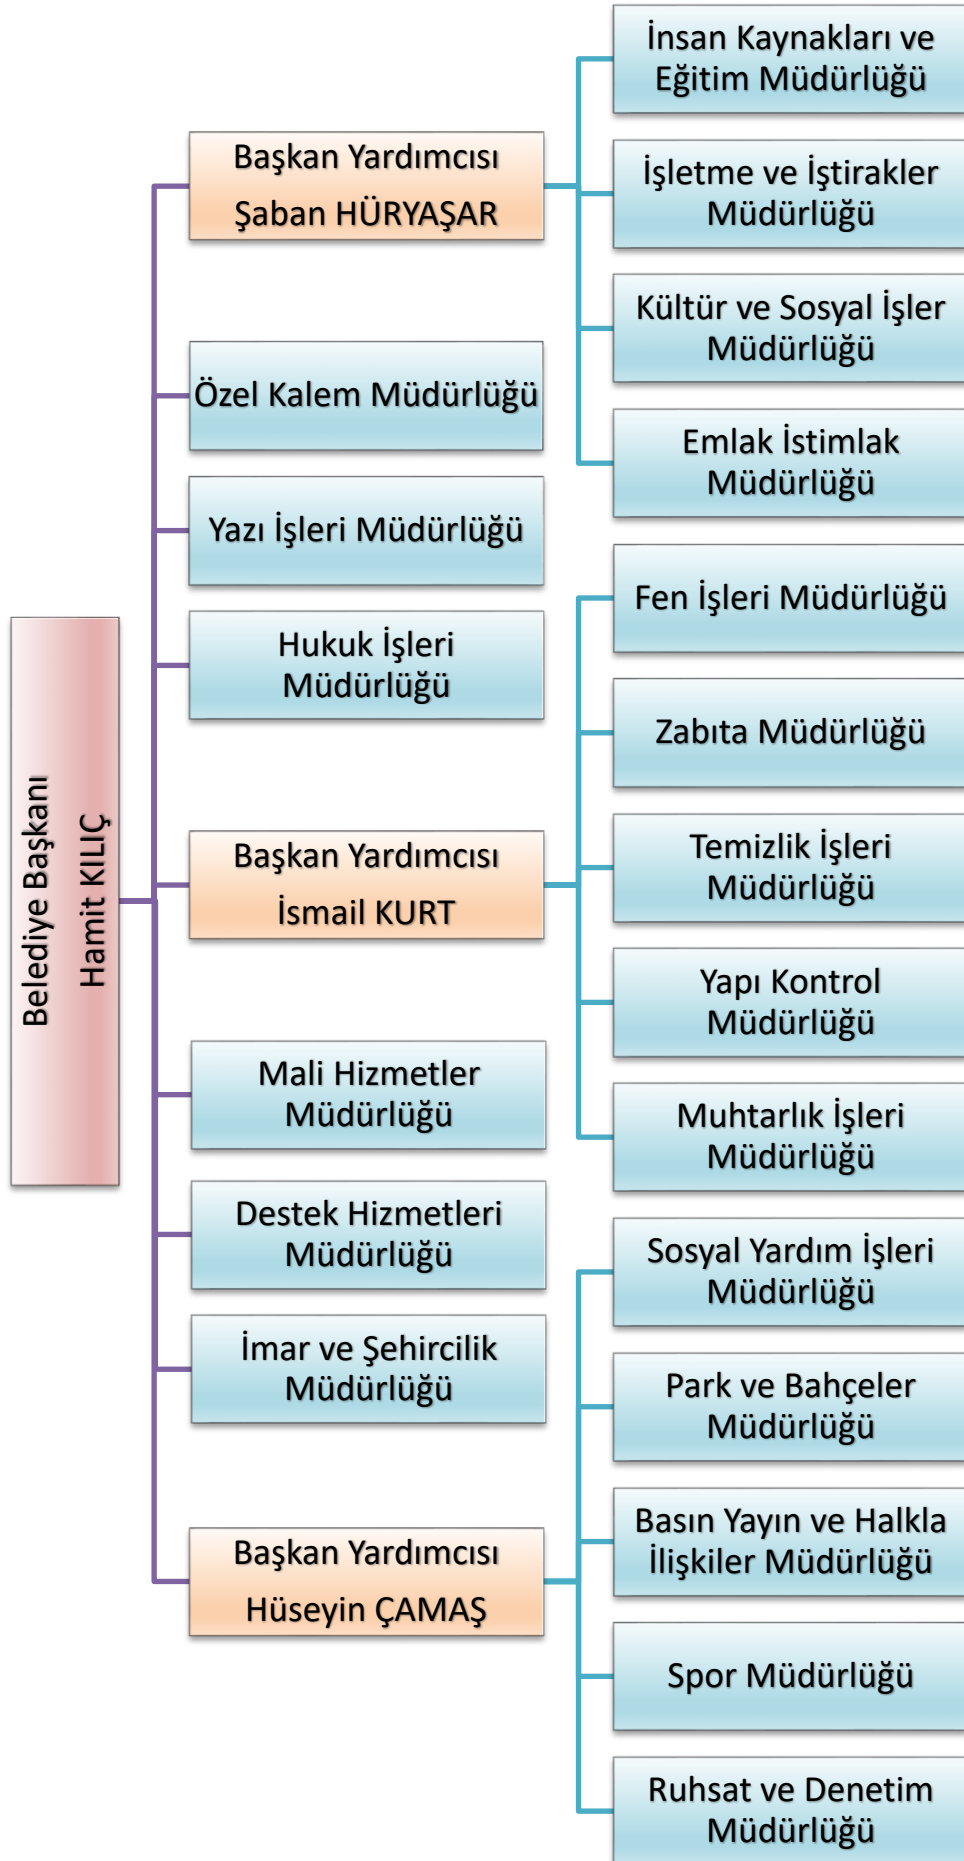 Belediye Başkanı
Hamit KILIÇ
Başkan Yardımcısı
Şaban HÜRYAŞAR
İnsan Kaynakları ve
Eğitim Müdürlüğü
İşletme ve İştirakler
Müdürlüğü
Kültür ve Sosyal İşler
Müdürlüğü
Emlak İstimlak
Müdürlüğü
Özel Kalem Müdürlüğü
Yazı İşleri Müdürlüğü
Hukuk İşleri
Müdürlüğü
Başkan Yardımcısı
İsmail KURT
Fen İşleri Müdürlüğü
Zabıta Müdürlüğü
Temizlik İşleri
Müdürlüğü
Yapı Kontrol
Müdürlüğü
Muhtarlık İşleri
Müdürlüğü
Mali Hizmetler
Müdürlüğü
Destek Hizmetleri
Müdürlüğü
İmar ve Şehircilik
Müdürlüğü
Başkan Yardımcısı
Hüseyin ÇAMAŞ
Sosyal Yardım İşleri
Müdürlüğü
Park ve Bahçeler
Müdürlüğü
Basın Yayın ve Halkla
İlişkiler Müdürlüğü
Spor Müdürlüğü
Ruhsat ve Denetim
Müdürlüğü